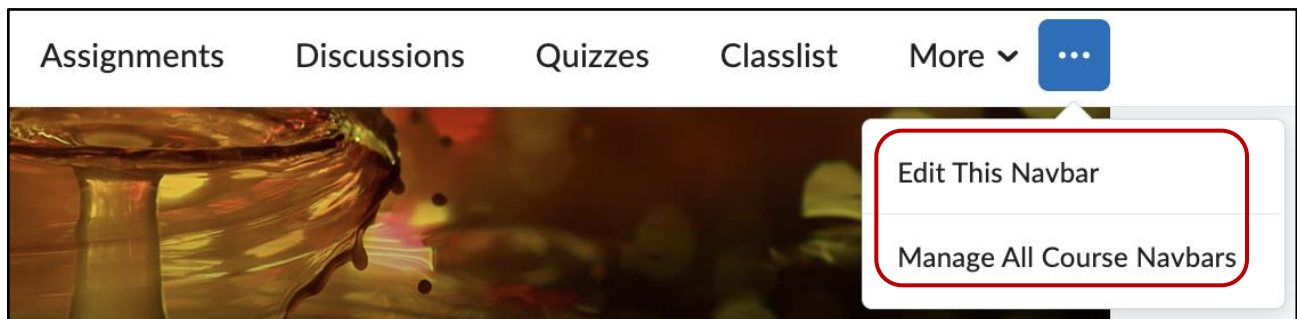 Assignments Discussions Quizzes Classlist More
Edit This Navbar
Manage All Course Navbars